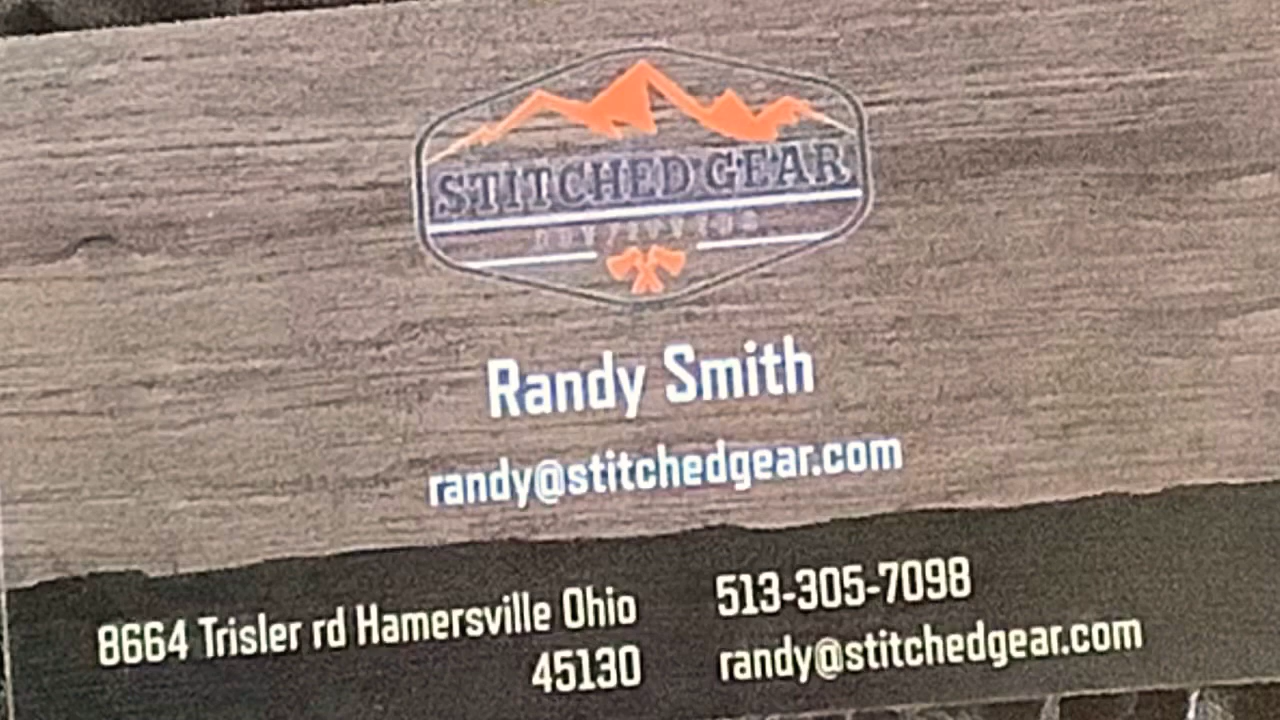 STITCHED GEAR
OUTFITTERS
Randy Smith
randy@stitchedgear.com
8664 Trisler rd Hamersville Ohio
45130
513-305-7098
randy@stitchedgear.com